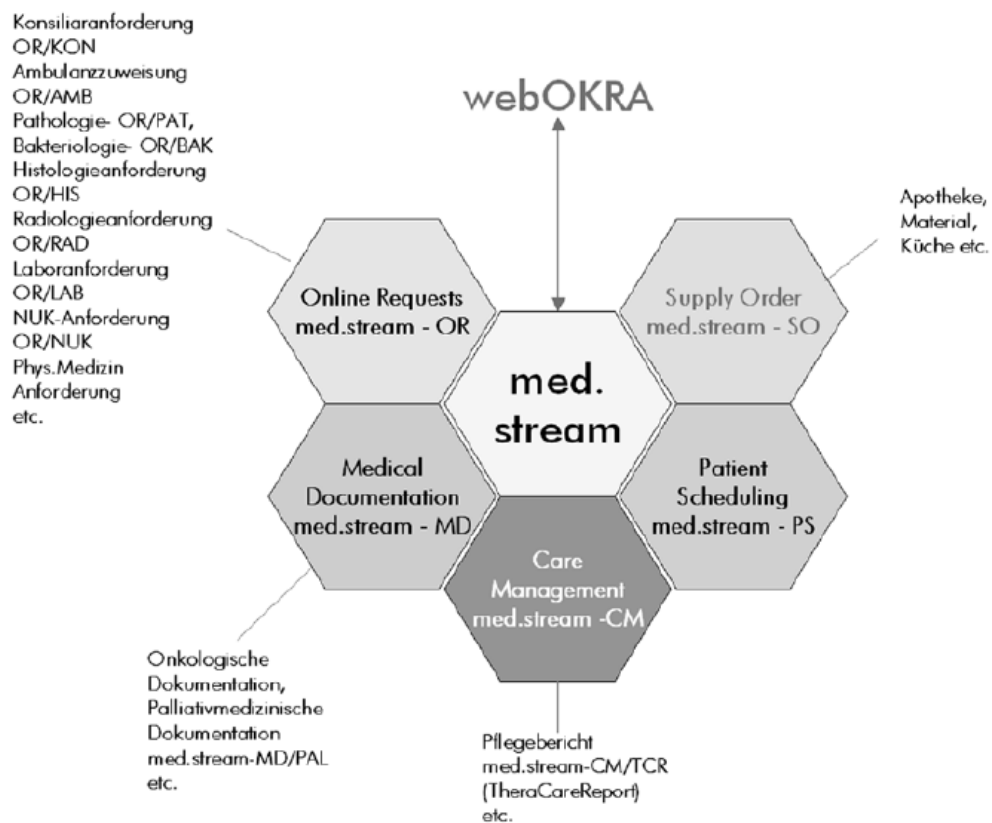 Konsiliaranforderung
OR/KON
Ambulanzzuweisung
OR/AMB
Pathologie- OR/PAT,
Bakteriologie- OR/BAK
Histologieanforderung
OR/HIS
Radiologieanforderung
OR/RAD
Laboranforderung
OR/LAB
NUK-Anforderung
OR/NUK
Phys.Medizin
Anforderung
etc.
webOKRA
Apotheke,
Material,
Küche etc.
Online Requests
med.stream - OR
Supply Order
med.stream - SO
med.
stream
Medical
Documentation
med.stream - MD
Patient
Scheduling
med.stream - PS
Care
Management
med.stream -CM
Onkologische
Dokumentation,
Palliativmedizinische
Dokumentation
med.stream-MD/PAL
etc.
Pflegebericht
med.stream-CM/TCR
(TheraCareReport)
etc.